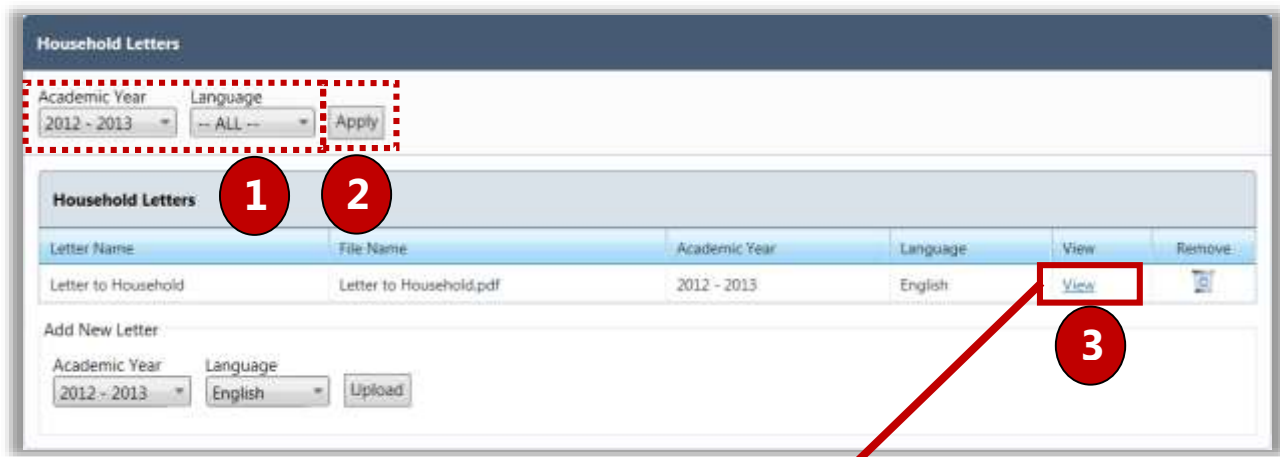 Household Letters
Academic Year Language
2012 - 2013 -- ALL -- Apply
1 2
Household Letters
Letter Name File Name Academic Year Language View Remove
Letter to Household Letter to Household.pdf 2012 - 2013 English View
3
Add New Letter
Academic Year Language
2012 - 2013 English Upload